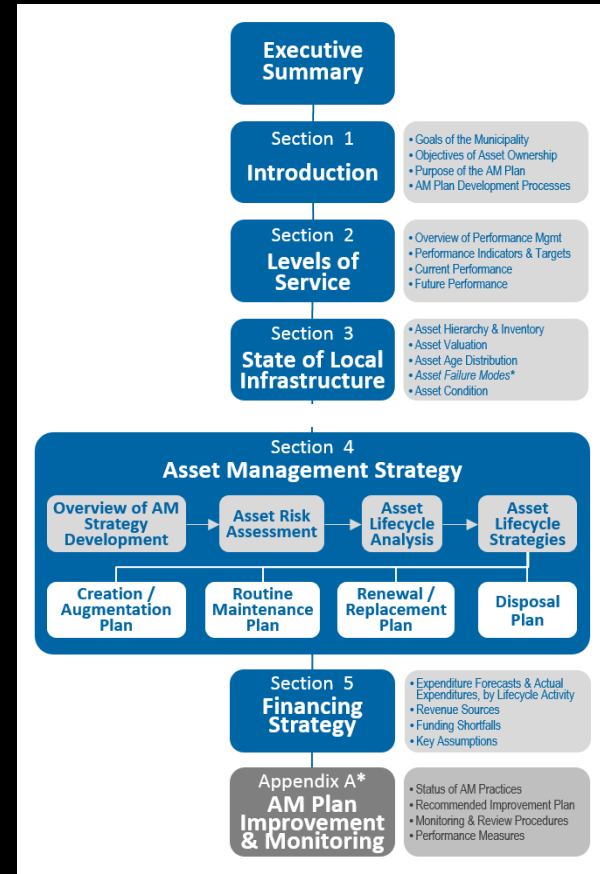 Executive
Summary
Section 1
Introduction
• Goals of the Municipality
• Objectives of Asset Ownership
• Purpose of the AM Plan
• AM Plan Development Processes
Section 2
Levels of
Service
• Overview of Performance Mgmt
• Performance Indicators & Targets
• Current Performance
• Future Performance
Section 3
State of Local
Infrastructure
• Asset Hierarchy & Inventory
• Asset Valuation
• Asset Age Distribution
• Asset Failure Modes*
• Asset Condition
Section 4
Asset Management Strategy
Overview of AM
Strategy
Development
Asset Risk
Assessment
Asset
Lifecycle
Analysis
Asset
Lifecycle
Strategies
Creation /
Augmentation
Plan
Routine
Maintenance
Plan
Renewal /
Replacement
Plan
Disposal
Plan
Section 5
Financing
Strategy
• Expenditure Forecasts & Actual
Expenditures, by Lifecycle Activity
• Revenue Sources
• Funding Shortfalls
• Key Assumptions
Appendix A*
AM Plan
Improvement
& Monitoring
• Status of AM Practices
• Recommended Improvement Plan
• Monitoring & Review Procedures
• Performance Measures